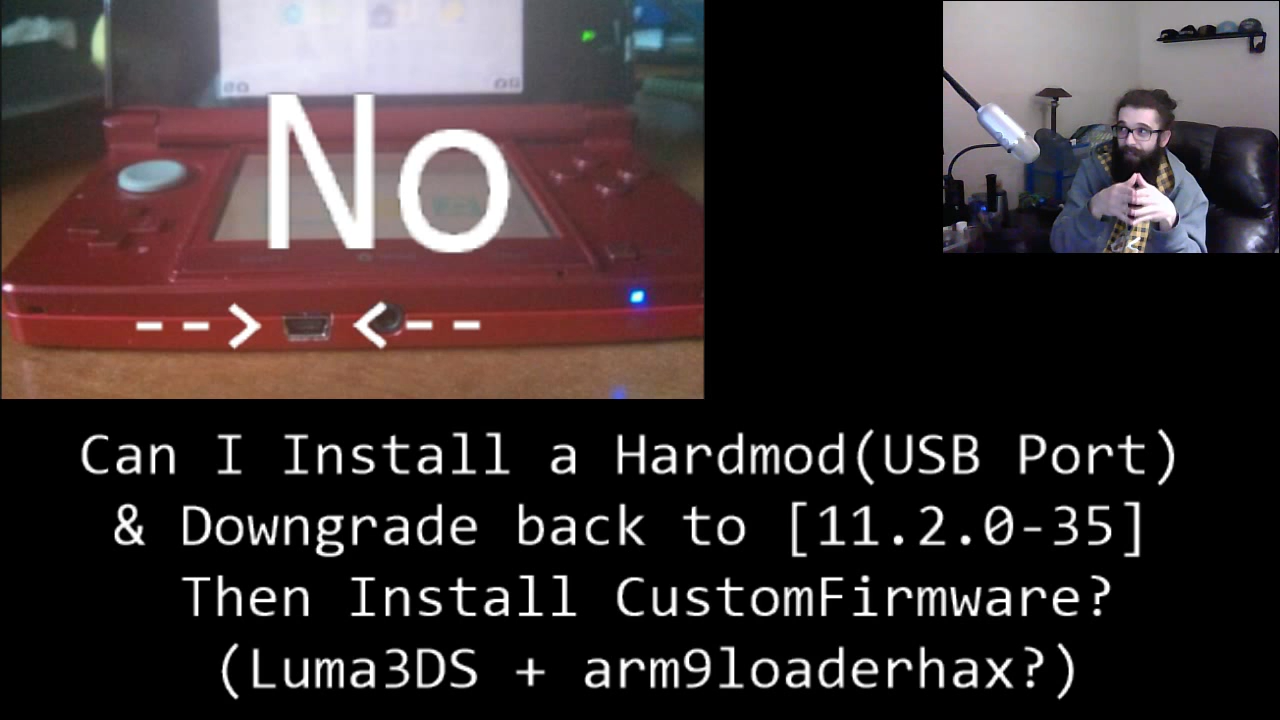 No
--> <--
Can I Install a Hardmod(USB Port)
& Downgrade back to [11.2.0-35]
Then Install CustomFirmware?
(Luma3DS + arm9loaderhax?)